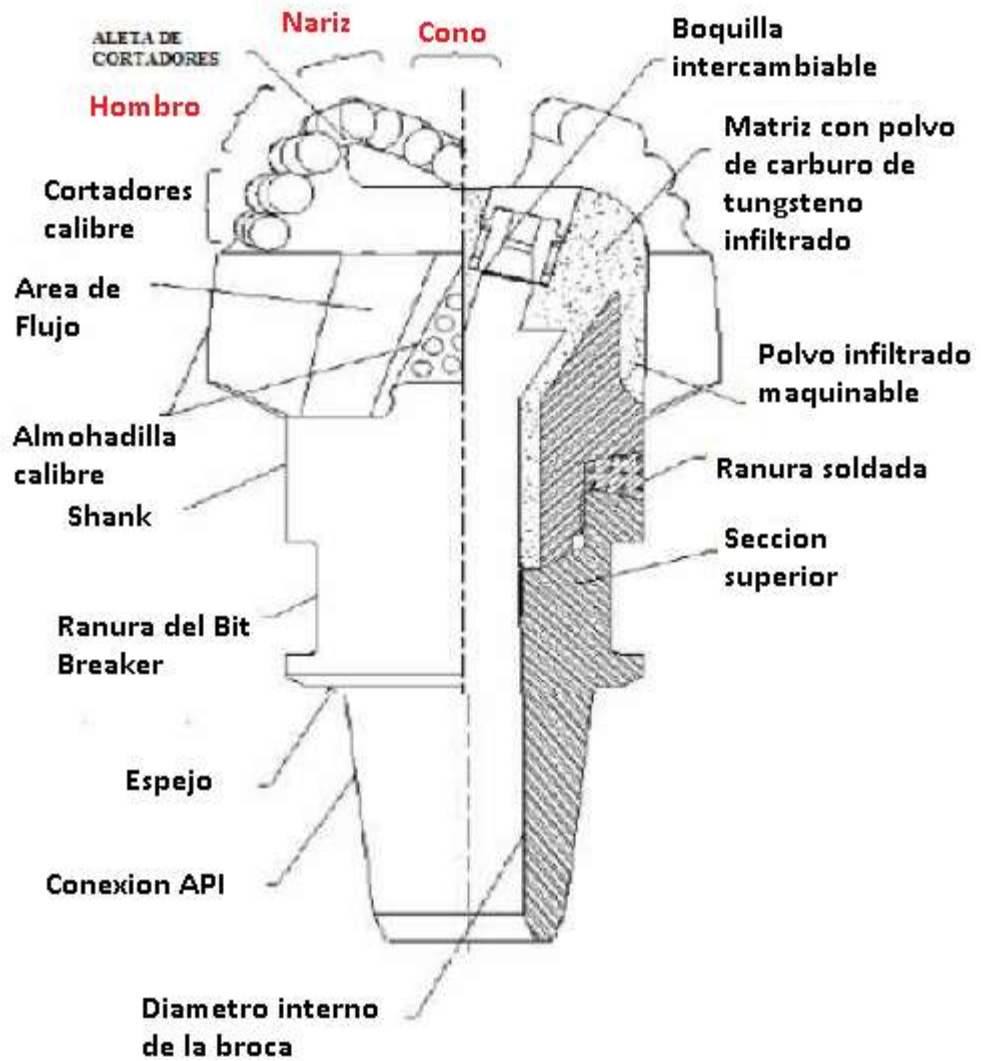 Nariz
Cono
ALETA DE
CORTADORES
Hombro
Cortadores
calibre
Area de
Flujo
Almohadilla
calibre
Shank
Ranura del Bit
Breaker
Espejo
Conexion API
Diametro interno
de la broca
Boquilla
intercambiable
Matriz con polvo
de carburo de
tungsteno
infiltrado
Polvo infiltrado
maquinable
Ranura soldada
Seccion
superior